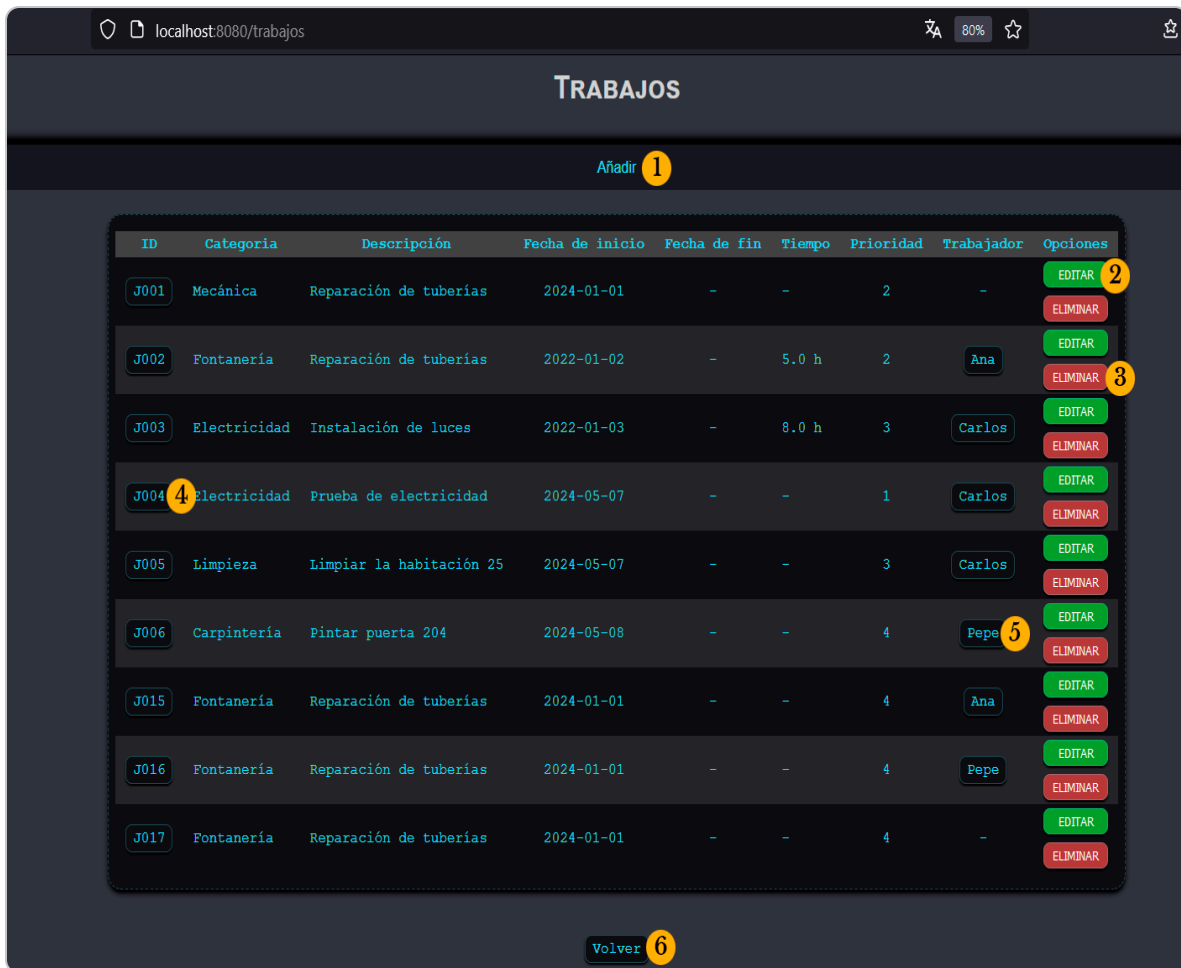 localhost:8080/trabajos 80%
TRABAJOS
Añadir 1
ID Categoria Descripción Fecha de inicio Fecha de fin Tiempo Prioridad Trabajador Opciones
J001 Mecánica Reparación de tuberías 2024-01-01 - - 2 - EDITAR 2
ELIMINAR
J002 Fontanería Reparación de tuberías 2022-01-02 - 5.0 h 2 Ana EDITAR
ELIMINAR 3
J003 Electricidad Instalación de luces 2022-01-03 - 8.0 h 3 Carlos EDITAR
ELIMINAR
J004 4 Electricidad Prueba de electricidad 2024-05-07 - - 1 Carlos EDITAR
ELIMINAR
J005 Limpieza Limpiar la habitación 25 2024-05-07 - - 3 Carlos EDITAR
ELIMINAR
J006 Carpintería Pintar puerta 204 2024-05-08 - - 4 Pepe 5 EDITAR
ELIMINAR
J015 Fontanería Reparación de tuberías 2024-01-01 - - 4 Ana EDITAR
ELIMINAR
J016 Fontanería Reparación de tuberías 2024-01-01 - - 4 Pepe EDITAR
ELIMINAR
J017 Fontanería Reparación de tuberías 2024-01-01 - - 4 - EDITAR
ELIMINAR
Volver 6